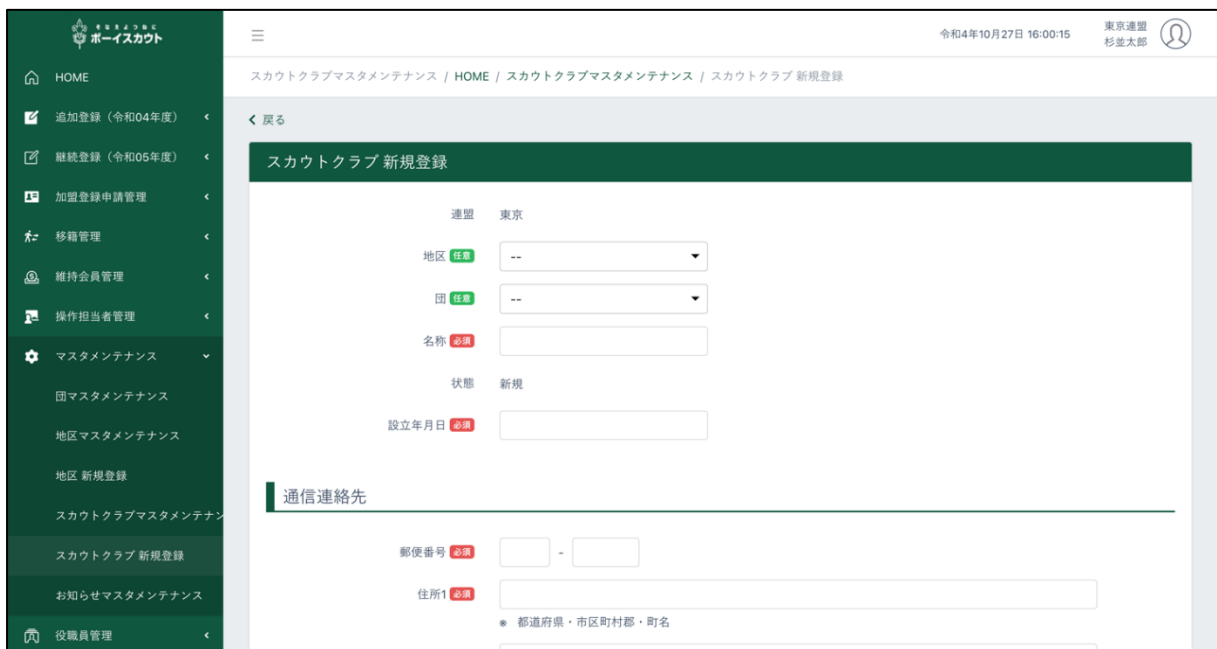 そなえよつねに
ボーイスカウト
令和4年10月27日 16:00:15
東京連盟
杉並太郎
HOME
追加登録（令和04年度）
継続登録（令和05年度）
加盟登録申請管理
移籍管理
維持会員管理
操作担当者管理
マスタメンテナンス
団マスタメンテナンス
地区マスタメンテナンス
地区 新規登録
スカウトクラブマスタメンテナン
スカウトクラブ 新規登録
お知らせマスタメンテナンス
役職員管理
スカウトクラブマスタメンテナンス / HOME / スカウトクラブマスタメンテナンス / スカウトクラブ 新規登録
戻る
スカウトクラブ 新規登録
連盟 東京
地区 任意 --
団 任意 --
名称 必須
状態 新規
設立年月日 必須
通信連絡先
郵便番号 必須 -
住所1 必須
※ 都道府県・市区町村郡・町名